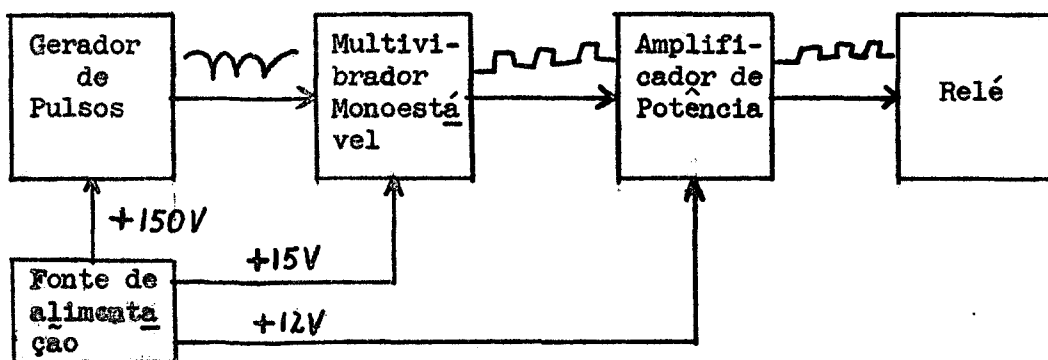 Gerador
de
Pulsos
Multivi-
brador
Monoestá
vel
Amplifi-
cador de
Potência
Relé
+150V
+15V
Fonte de
alimenta
ção
+12V